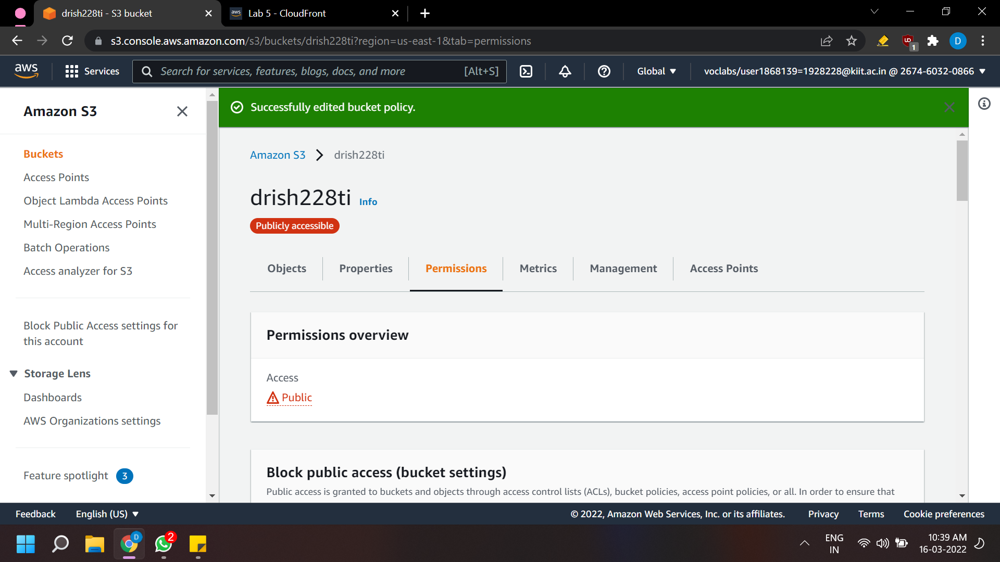 drish228ti - S3 bucket
aws
Lab 5 - CloudFront
s3.console.aws.amazon.com/s3/buckets/drish228ti?region=us-east-1&tab=permissions
1
D
aws
Services
Search for services, features, blogs, docs, and more
[Alt+S]
Global
voclabs/user1868139=1928228@kiit.ac.in @ 2674-6032-0866
Amazon S3
Buckets
Access Points
Object Lambda Access Points
Multi-Region Access Points
Batch Operations
Access analyzer for S3
Block Public Access settings for
this account
Storage Lens
Dashboards
AWS Organizations settings
Feature spotlight 3
Successfully edited bucket policy.
Amazon S3 > drish228ti
drish228ti Info
Publicly accessible
Objects
Properties
Permissions
Metrics
Management
Access Points
Permissions overview
Access
Public
Block public access (bucket settings)
Public access is granted to buckets and objects through access control lists (ACLs), bucket policies, access point policies, or all. In order to ensure that
Feedback
English (US)
© 2022, Amazon Web Services, Inc. or its affiliates.
Privacy
Terms
Cookie preferences
D
2
ENG
IN
10:39 AM
16-03-2022